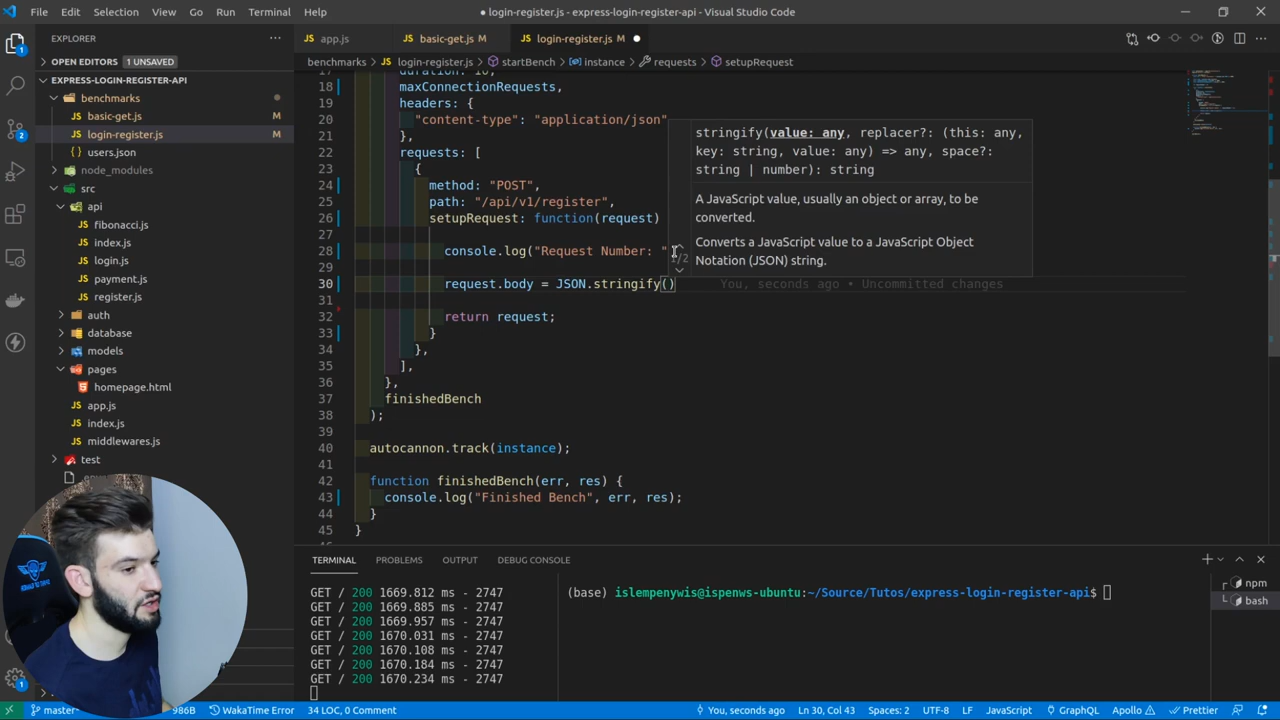 File Edit Selection View Go Run Terminal Help
● login-register.js - express-login-register-api - Visual Studio Code
EXPLORER
OPEN EDITORS 1 UNSAVED
EXPRESS-LOGIN-REGISTER-API
benchmarks
JS basic-get.js M
JS login-register.js M
users.json
node_modules
src
api
JS fibonacci.js
JS index.js
JS login.js
JS payment.js
JS register.js
auth
database
models
pages
homepage.html
JS app.js
JS index.js
JS middlewares.js
test
JS app.js
JS basic-get.js M
JS login-register.js M ●
benchmarks > JS login-register.js > startBench > instance > requests > setupRequest
18 maxConnectionRequests,
19 headers: {
20 "content-type": "application/json"
21 },
22 requests: [
23 {
24 method: "POST",
25 path: "/api/v1/register",
26 setupRequest: function(request)
27
28 console.log("Request Number: "
29
30 request.body = JSON.stringify() You, seconds ago • Uncommitted changes
31
32 return request;
33 }
34 },
35 ],
36 },
37 finishedBench
38 );
39
40 autocannon.track(instance);
41
42 function finishedBench(err, res) {
43 console.log("Finished Bench", err, res);
44 }
45 }
1/2
stringify(value: any, replacer?: (this: any,
key: string, value: any) => any, space?:
string | number): string
A JavaScript value, usually an object or array, to be
converted.
Converts a JavaScript value to a JavaScript Object
Notation (JSON) string.
TERMINAL PROBLEMS OUTPUT DEBUG CONSOLE
GET / 200 1669.812 ms - 2747
GET / 200 1669.885 ms - 2747
GET / 200 1669.957 ms - 2747
GET / 200 1670.031 ms - 2747
GET / 200 1670.108 ms - 2747
GET / 200 1670.184 ms - 2747
GET / 200 1670.234 ms - 2747
(base) islempenywis@ispenws-ubuntu:~/Source/Tutos/express-login-register-api$
npm
bash
master* 986B WakaTime Error 34 LOC, 0 Comment You, seconds ago Ln 30, Col 43 Spaces: 2 UTF-8 LF JavaScript GraphQL Apollo Prettier